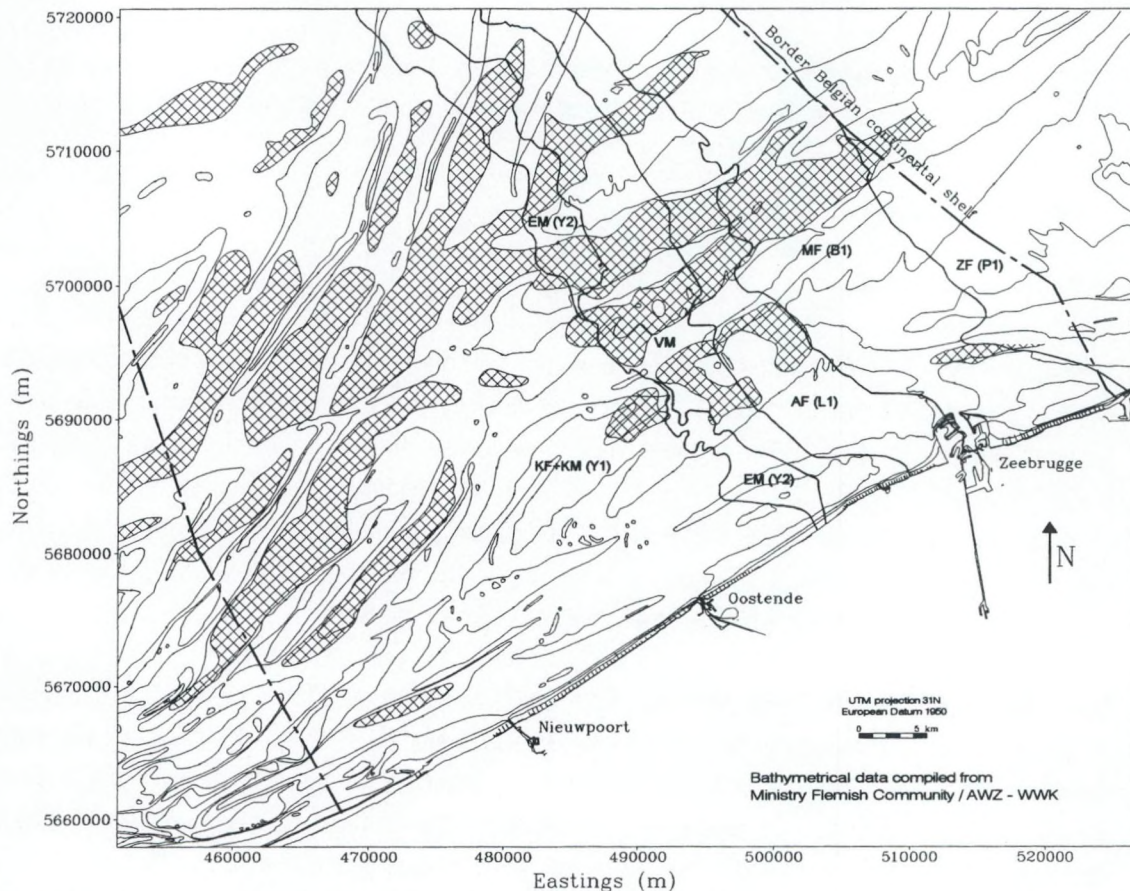 5720000
5710000
5700000
5690000
5680000
5670000
5660000
Northings (m)
Border Belgian continental shelf
EM (Y2)
MF (B1)
ZF (P1)
VM
AF (L1)
KF+KM (Y1)
EM (Y2)
Zeebrugge
N
Oostende
Nieuwpoort
UTM projection 31N
European Datum 1950
0 5 km
Bathymetrical data compiled from
Ministry Flemish Community / AWZ - WWK
460000 470000 480000 490000 500000 510000 520000
Eastings (m)